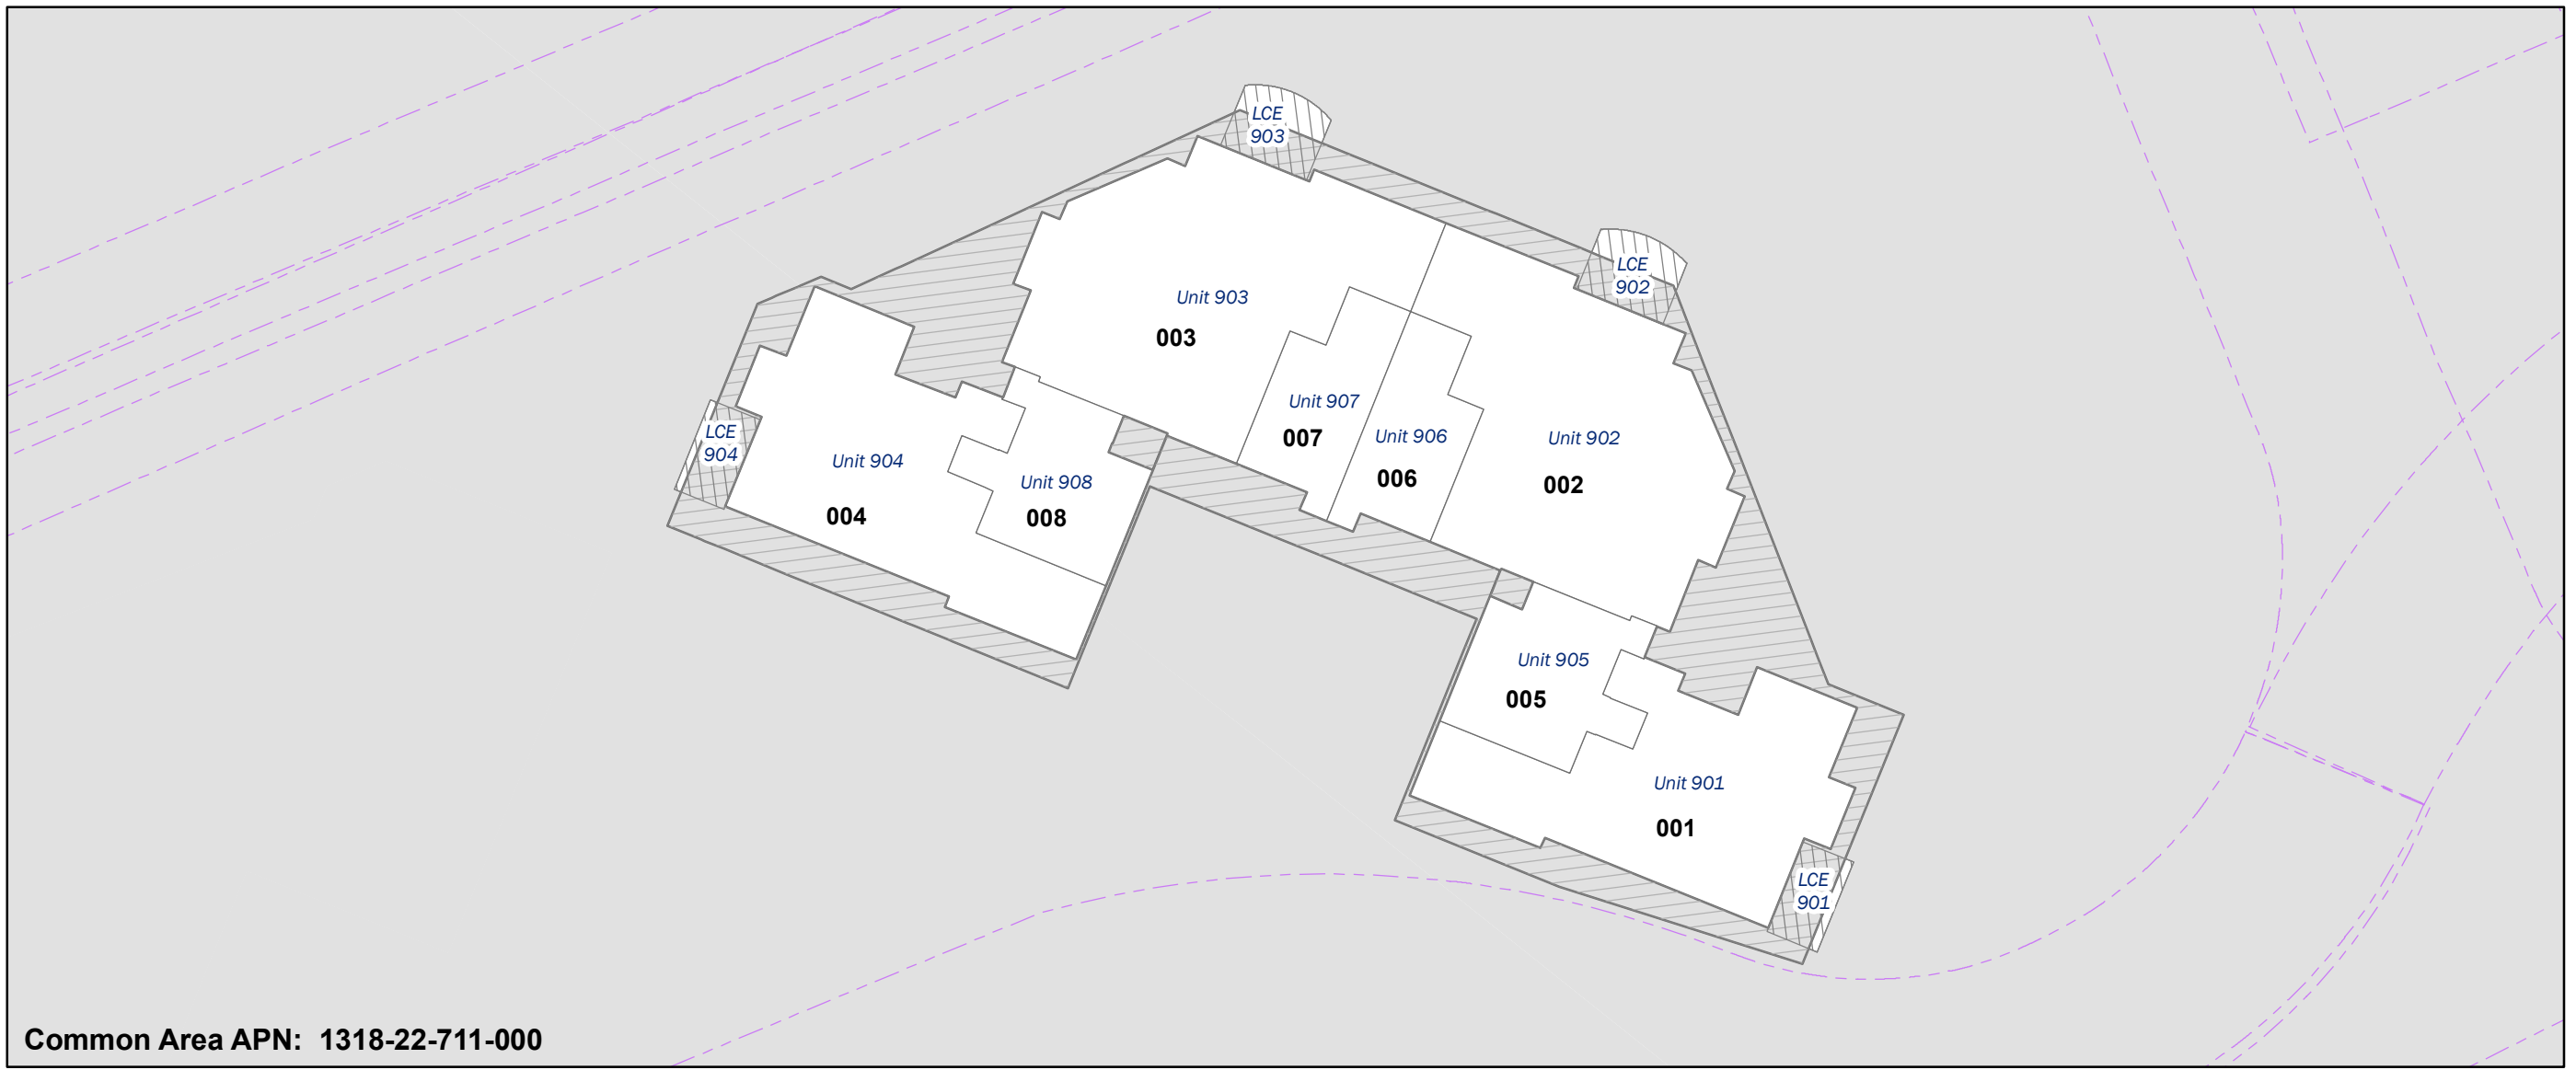 LCE
903
LCE
902
Unit 903
003
Unit 907
007
Unit 906
006
Unit 902
002
LCE
904
Unit 904
004
Unit 908
008
Unit 905
005
Unit 901
001
LCE
901
Common Area APN:  1318-22-711-000